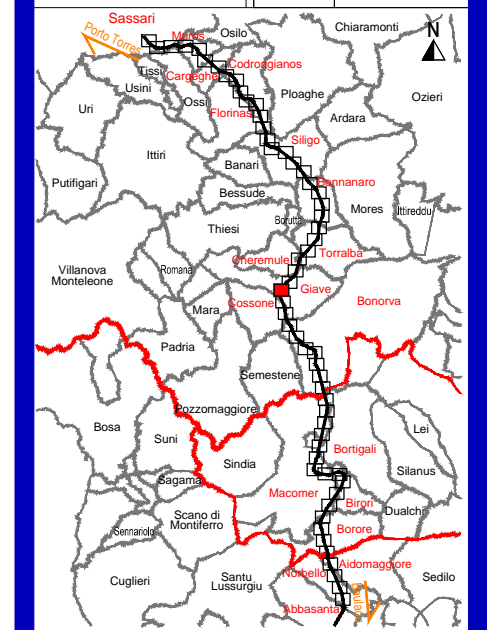 Sassari
Porto Torres
Osilo
Chiaramonti
N
Muros
Tissi
Codrongianos
Cargeghe
Usini
Ossi
Ploaghe
Ozieri
Uri
Florinas
Ardara
Siligo
Ittiri
Banari
Putifigari
Bessude
Bonnanaro
Mores
Ittireddu
Borutta
Thiesi
Torralba
Cheremule
Romana
Villanova
Monteleone
Giave
Cossone
Bonorva
Mara
Padria
Semestene
Pozzomaggiore
Bosa
Suni
Lei
Bortigali
Sindia
Silanus
Sagama
Macomer
Birori
Dualchi
Scano di
Montiferro
Sennariolo
Borore
Aidomaggiore
Norbello
Cuglieri
Santu
Lussurgiu
Sedilo
Abbasanta